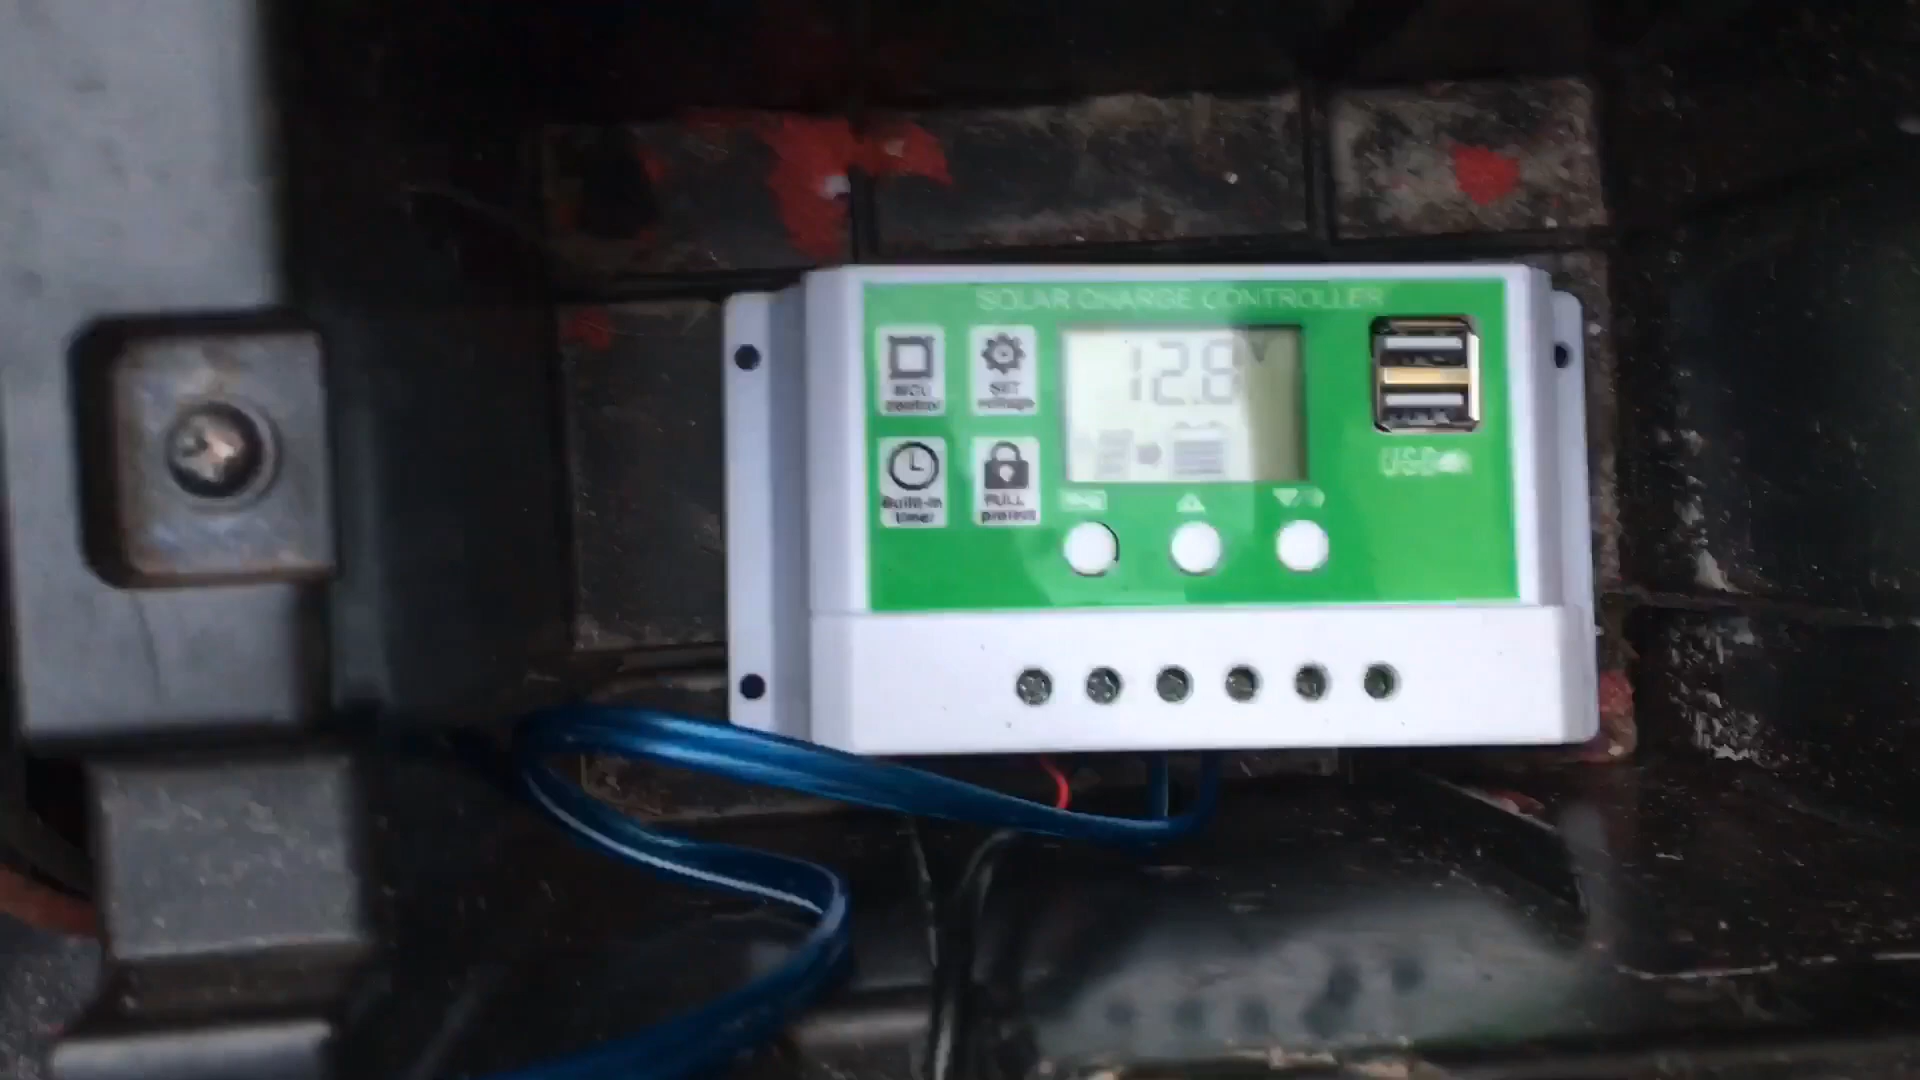 SOLAR CHARGE CONTROLLER
MCU
control
SET
voltage
12.8V
Built-in
timer
FULL
protect
USB